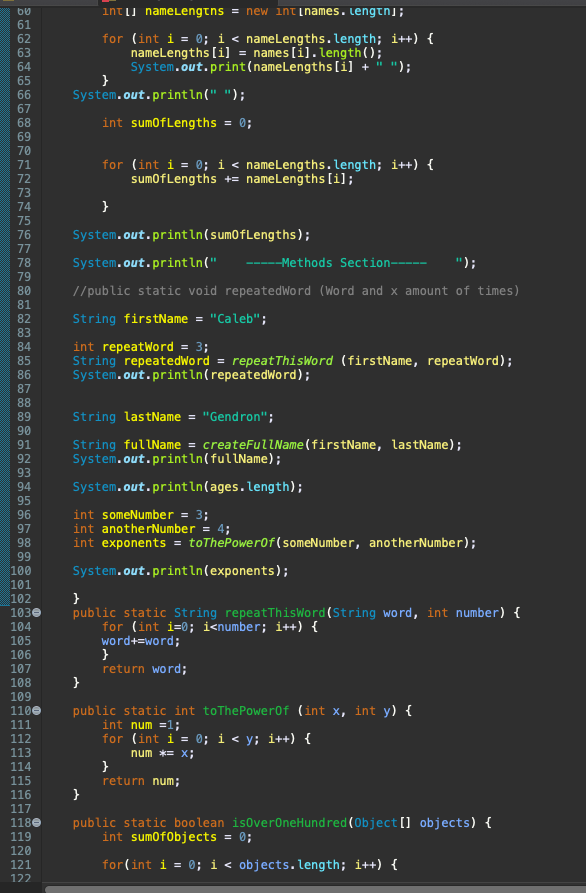 60 int[] nameLengths = new int[names.length];
61
62 for (int i = 0; i < nameLengths.length; i++) {
63 nameLengths[i] = names[i].length();
64 System.out.print(nameLengths[i] + " ");
65 }
66 System.out.println(" ");
67
68 int sumOfLengths = 0;
69
70
71 for (int i = 0; i < nameLengths.length; i++) {
72 sumOfLengths += nameLengths[i];
73
74 }
75
76 System.out.println(sumOfLengths);
77
78 System.out.println("    -----Methods Section-----    ");
79
80 //public static void repeatedWord (Word and x amount of times)
81
82 String firstName = "Caleb";
83
84 int repeatWord = 3;
85 String repeatedWord = repeatThisWord (firstName, repeatWord);
86 System.out.println(repeatedWord);
87
88
89 String lastName = "Gendron";
90
91 String fullName = createFullName(firstName, lastName);
92 System.out.println(fullName);
93
94 System.out.println(ages.length);
95
96 int someNumber = 3;
97 int anotherNumber = 4;
98 int exponents = toThePowerOf(someNumber, anotherNumber);
99
100 System.out.println(exponents);
101
102 }
103 public static String repeatThisWord(String word, int number) {
104 for (int i=0; i<number; i++) {
105 word+=word;
106 }
107 return word;
108 }
109
110 public static int toThePowerOf (int x, int y) {
111 int num =1;
112 for (int i = 0; i < y; i++) {
113 num *= x;
114 }
115 return num;
116 }
117
118 public static boolean isOverOneHundred(Object[] objects) {
119 int sumOfObjects = 0;
120
121 for(int i = 0; i < objects.length; i++) {
122